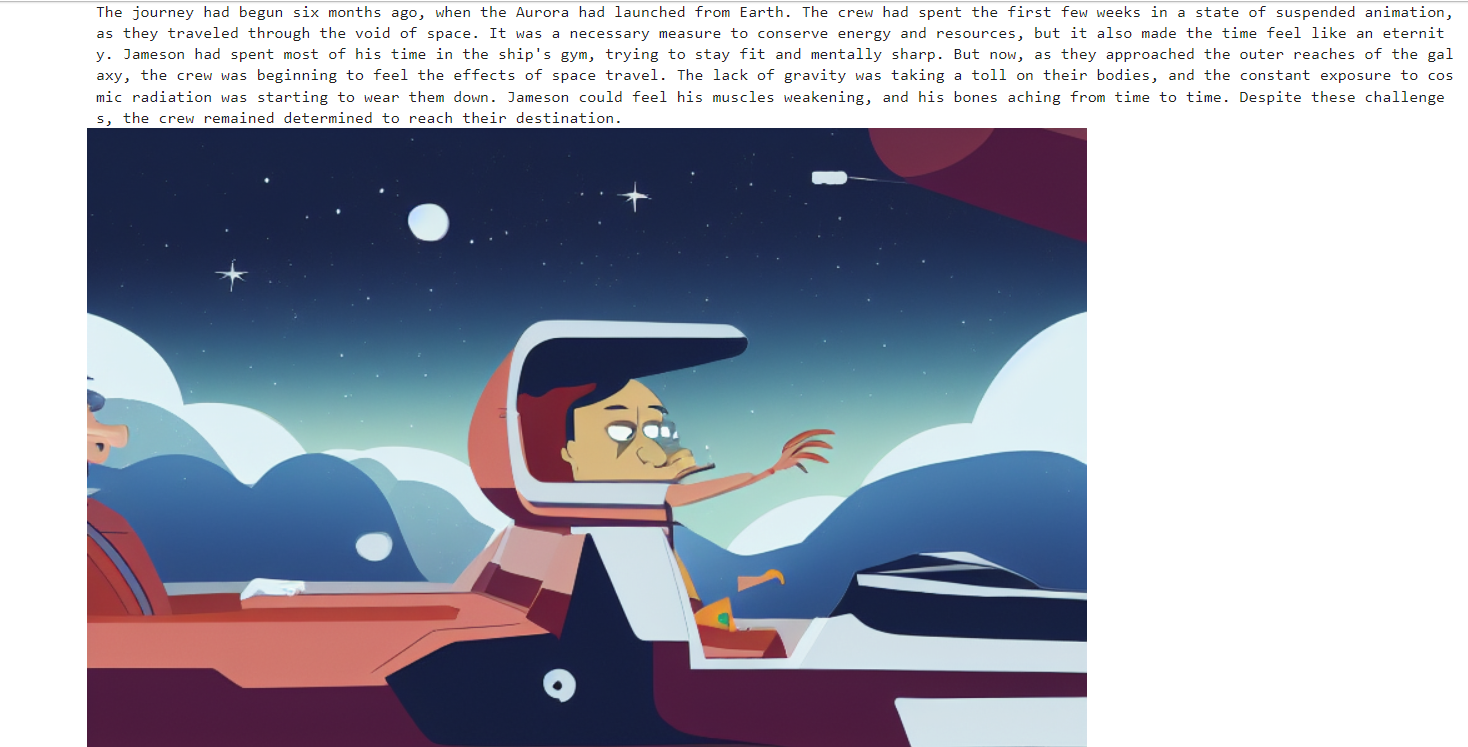 The journey had begun six months ago, when the Aurora had launched from Earth. The crew had spent the first few weeks in a state of suspended animation,
as they traveled through the void of space. It was a necessary measure to conserve energy and resources, but it also made the time feel like an eternit
y. Jameson had spent most of his time in the ship's gym, trying to stay fit and mentally sharp. But now, as they approached the outer reaches of the gal
axy, the crew was beginning to feel the effects of space travel. The lack of gravity was taking a toll on their bodies, and the constant exposure to cos
mic radiation was starting to wear them down. Jameson could feel his muscles weakening, and his bones aching from time to time. Despite these challenge
s, the crew remained determined to reach their destination.